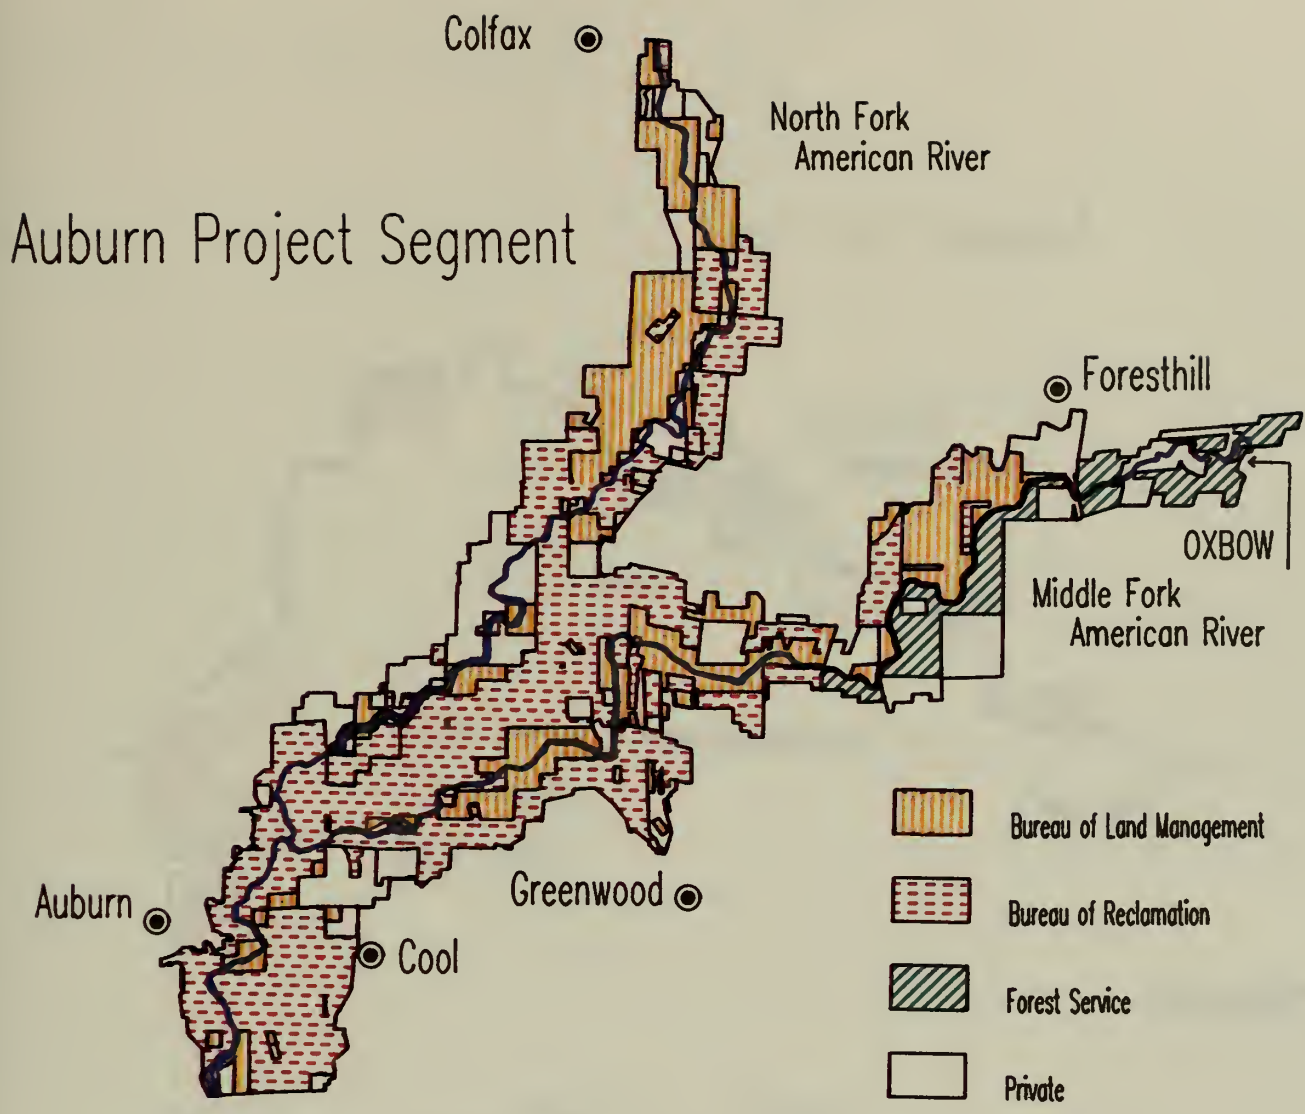 Colfax
North Fork
American River
Auburn Project Segment
Foresthill
OXBOW
Middle Fork
American River
Bureau of Land Management
Greenwood
Bureau of Reclamation
Auburn
Cool
Forest Service
Private